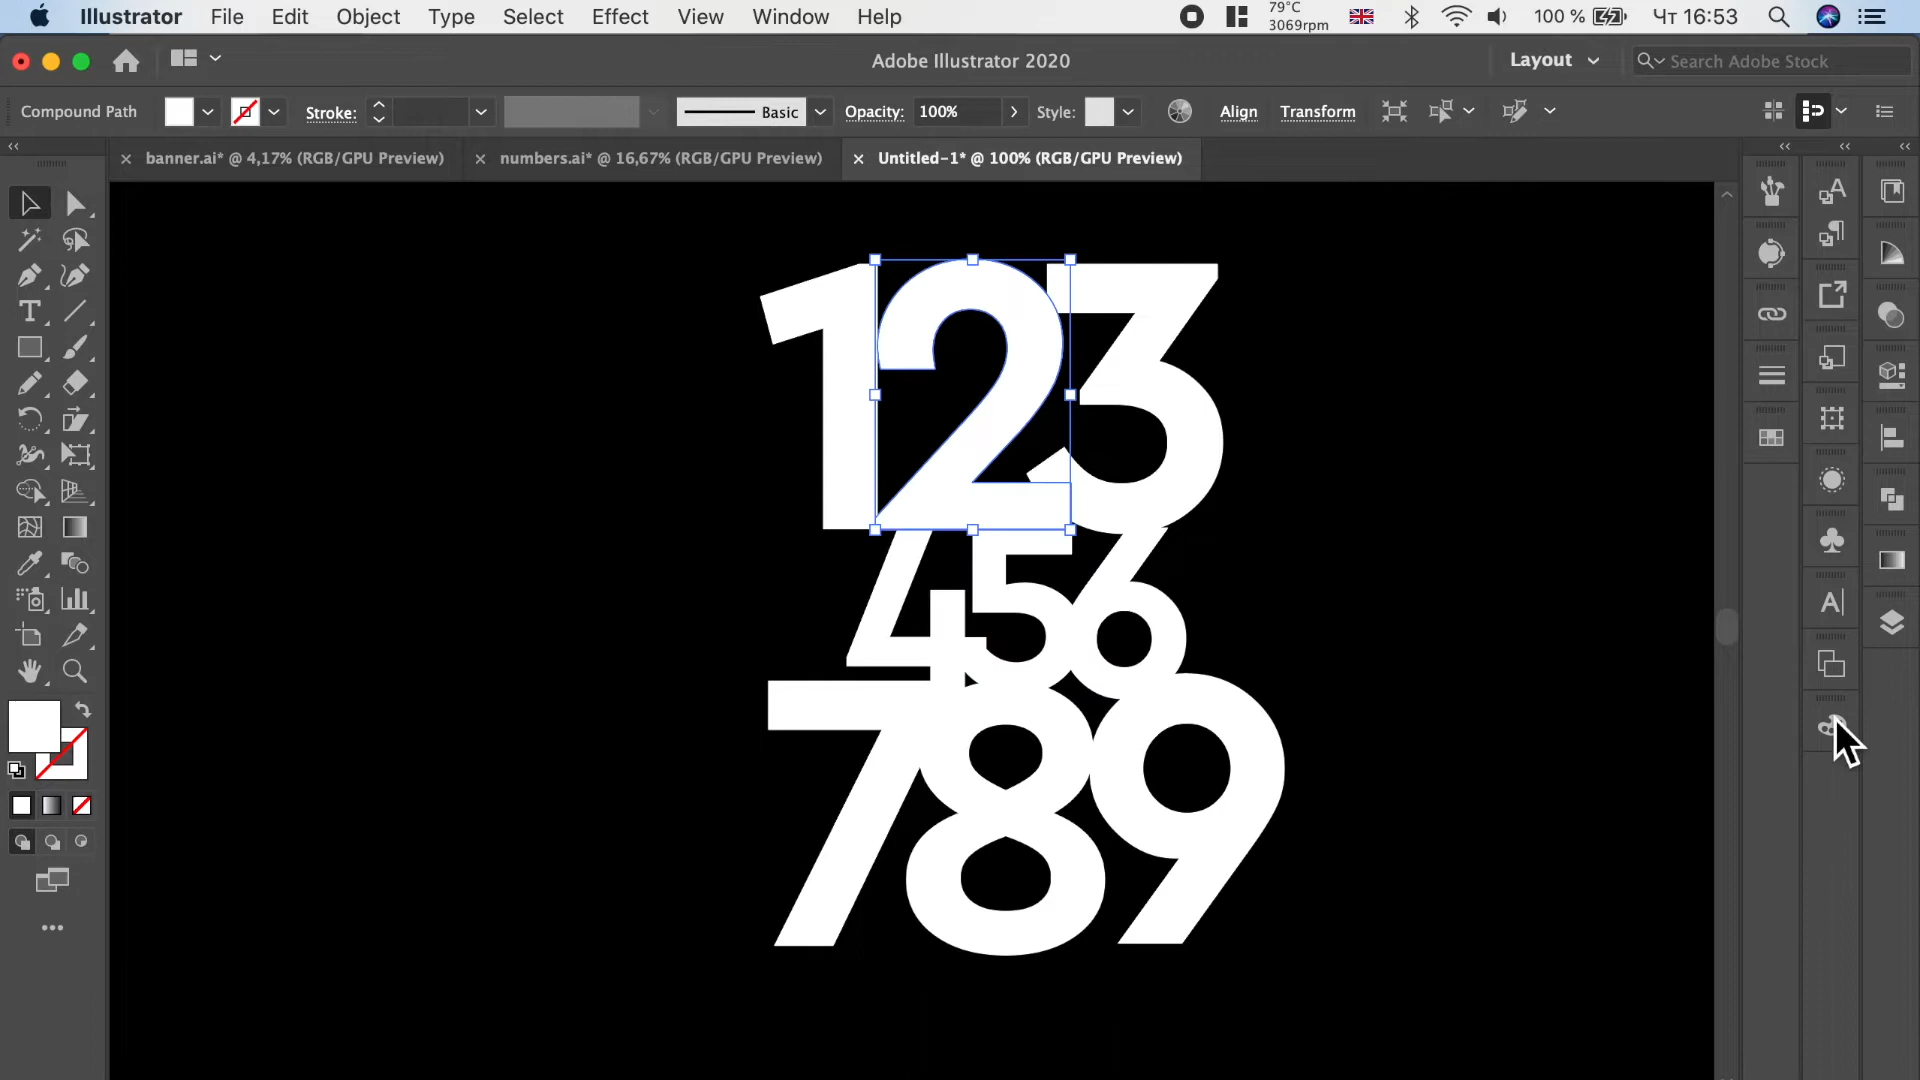 Illustrator File Edit Object Type Select Effect View Window Help 79°C 3069rpm 100 % Чт 16:53
Adobe Illustrator 2020 Layout Search Adobe Stock
Compound Path Stroke: Basic Opacity: 100% Style: Align Transform
banner.ai* @ 4,17% (RGB/GPU Preview) numbers.ai* @ 16,67% (RGB/GPU Preview) Untitled-1* @ 100% (RGB/GPU Preview)
123
456
789